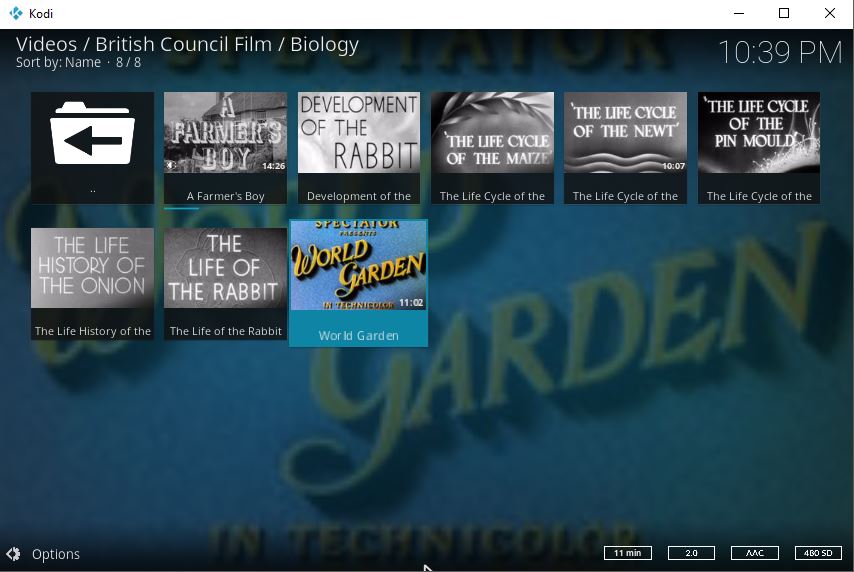 Kodi
Videos / British Council Film / Biology
Sort by: Name · 8 / 8
10:39 PM
..
A
FARMER'S
BOY
14:26
A Farmer's Boy
DEVELOPMENT
OF THE
RABBIT
Development of the
'THE LIFE CYCLE
OF THE MAIZE'
The Life Cycle of the
'THE LIFE CYCLE
OF THE NEWT'
10:07
The Life Cycle of the
'THE LIFE CYCLE
OF THE
PIN MOULD'
The Life Cycle of the
THE LIFE
HISTORY OF
THE ONION
The Life History of the
THE
LIFE OF
THE RABBIT
The Life of the Rabbit
SPECTATOR
PRESENTS
WORLD
GARDEN
IN TECHNICOLOR
11:02
World Garden
GARDEN
IN TECHNICOLOR
Options
11 min
2.0
AAC
480 SD